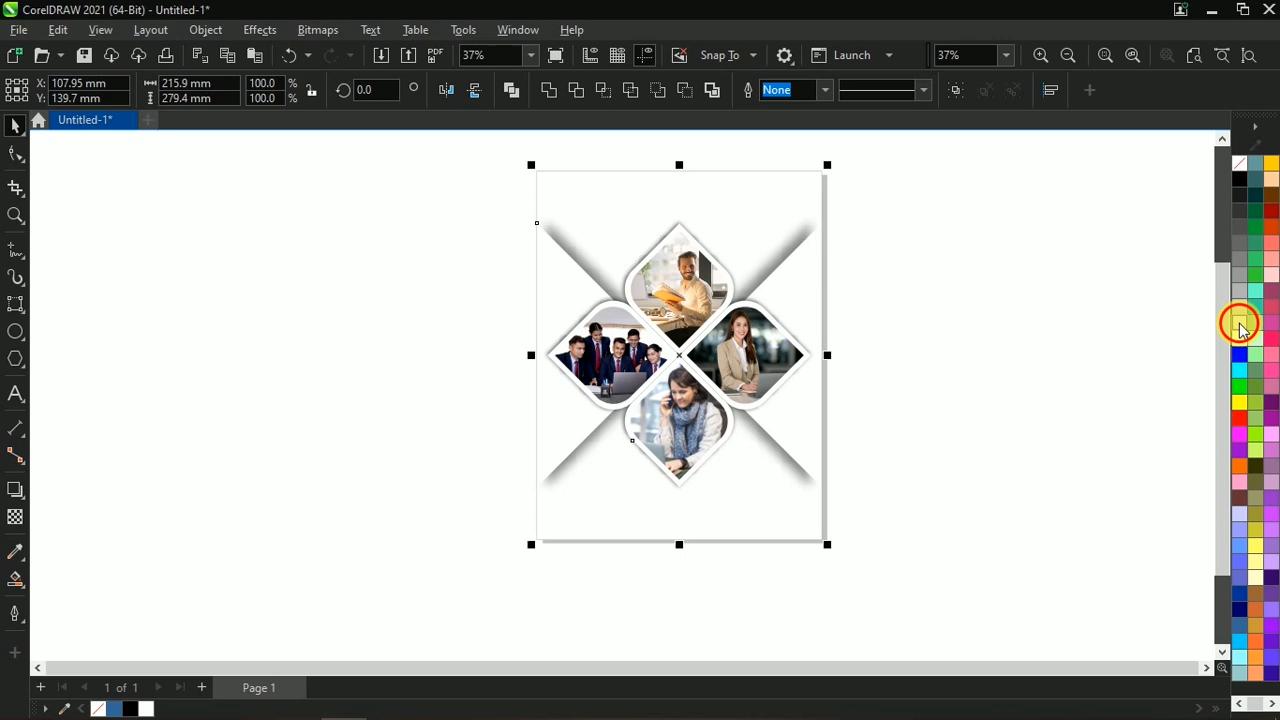 CorelDRAW 2021 (64-Bit) - Untitled-1*
File Edit View Layout Object Effects Bitmaps Text Table Tools Window Help
PDF 37% Snap To Launch 37%
X: 107.95 mm 215.9 mm 100.0 % 0.0 ° None
Y: 139.7 mm 279.4 mm 100.0 %
Untitled-1*
1 of 1 Page 1